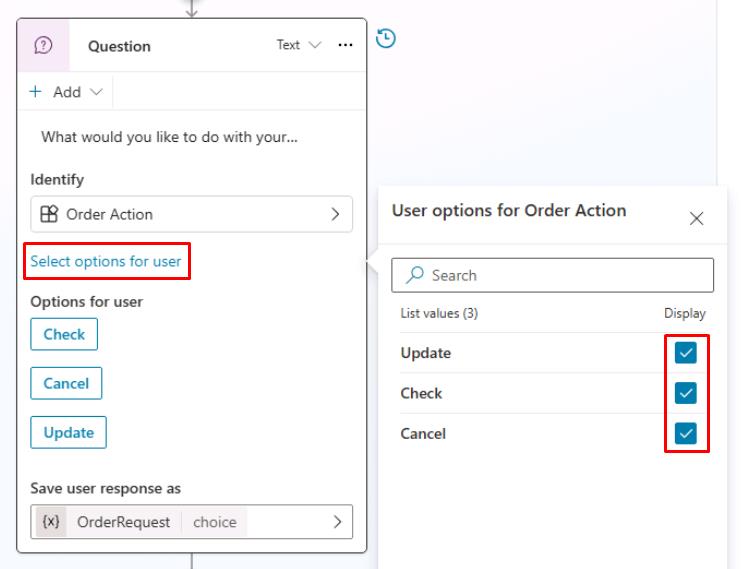 Question
Text
Add
What would you like to do with your...
Identify
Order Action
Select options for user
Options for user
Check
Cancel
Update
Save user response as
{x} OrderRequest choice
User options for Order Action
Search
List values (3) Display
Update
Check
Cancel